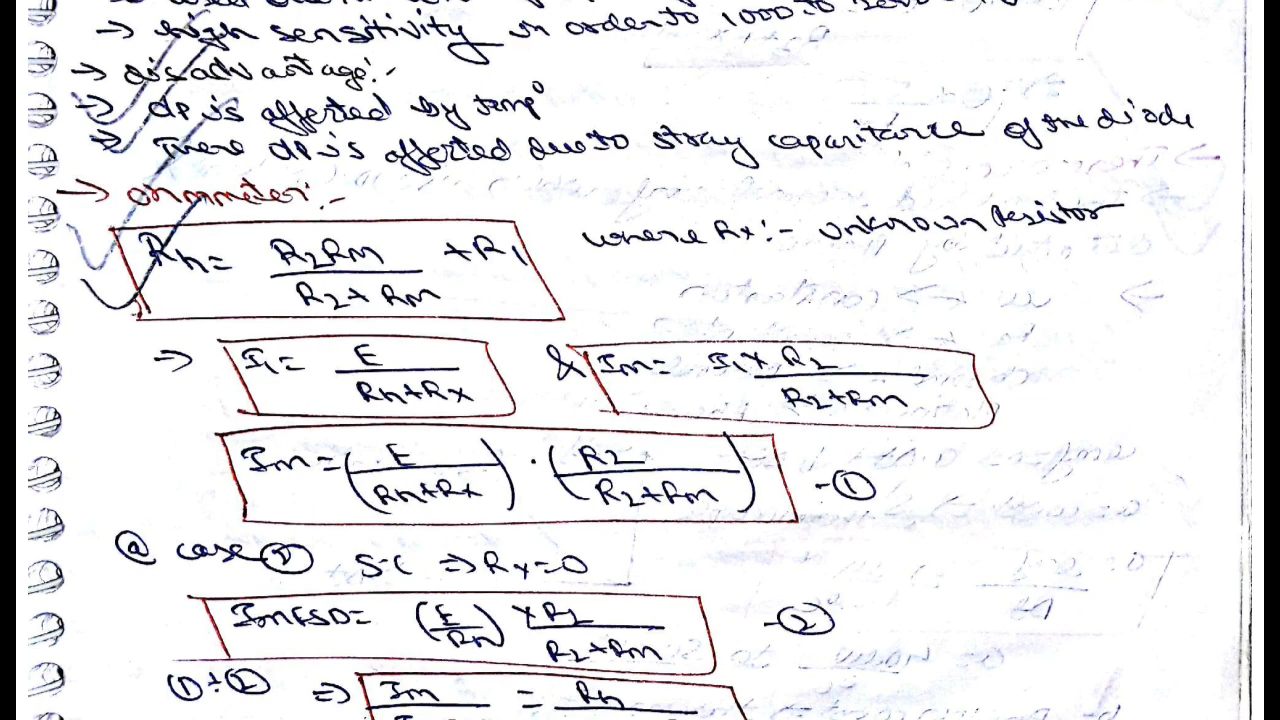 → high sensitivity in order to 1000 to
→ disadvantage:-
→ dp is affected by temp°
→ There dp is affected due to stray capacitance of the diode
→ ohmmeter:-
Rh = R2Rm / R2+Rm + R1 where Rx:- unknown resistor
⇒ I1 = E / Rh+Rx & Im = I1 × R2 / R2+Rm
Im = (E / Rh+Rx) · (R2 / R2+Rm) -①
@ case ① S·C ⇒ Rx=0
ImFSD = (E / Rh) × R2 / R2+Rm -②
① ÷ ② ⇒ Im = Rh